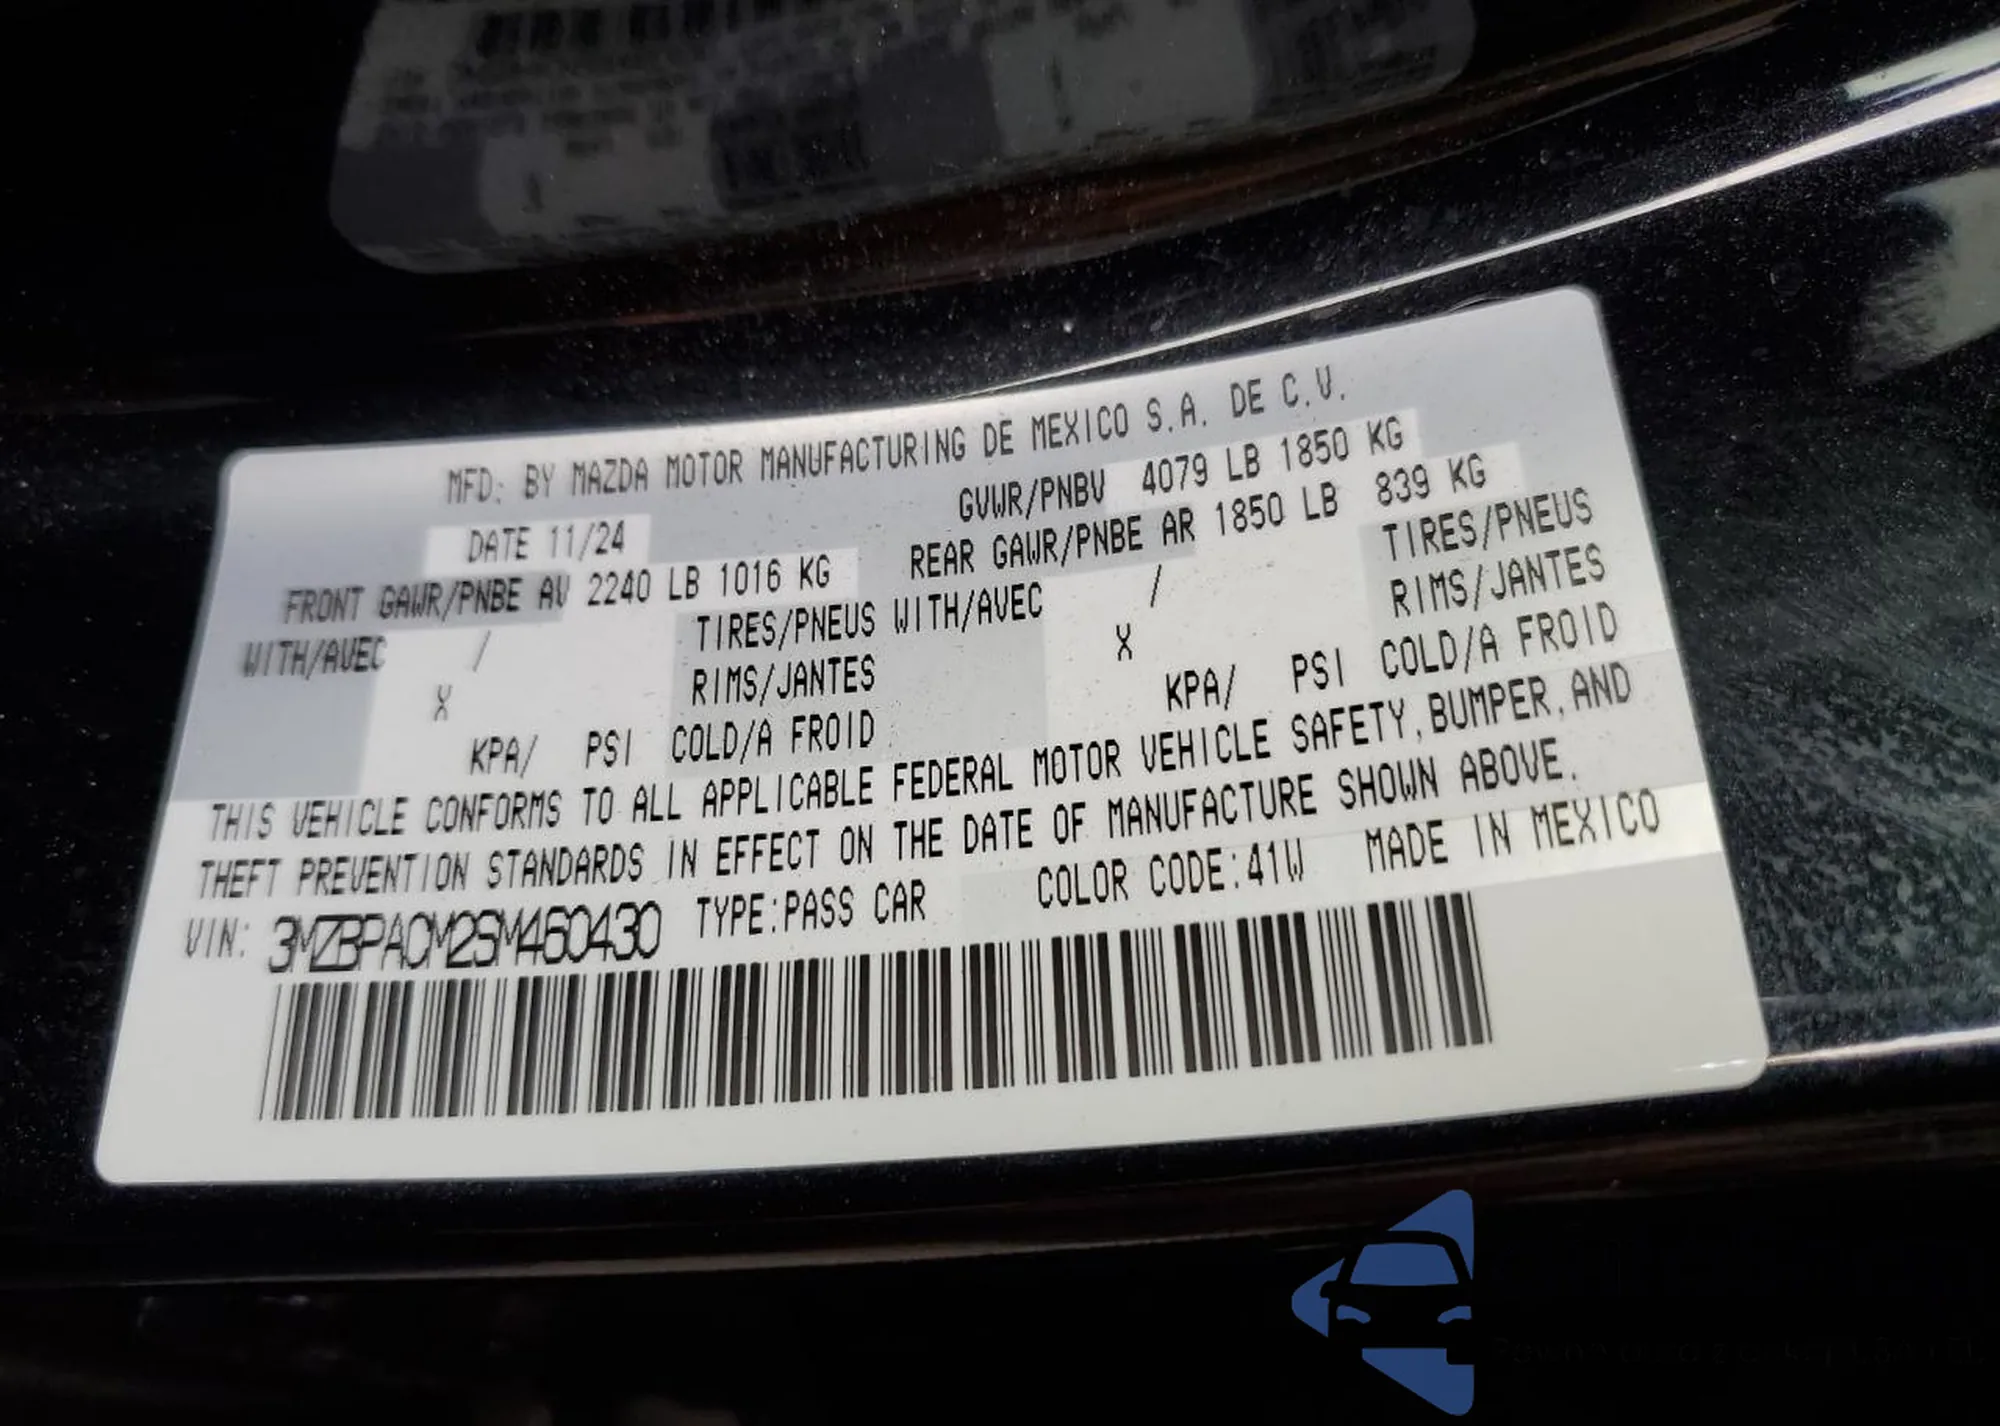 MFD: BY MAZDA MOTOR MANUFACTURING DE MEXICO S.A. DE C.V.
DATE 11/24 GVWR/PNBV 4079 LB 1850 KG
FRONT GAWR/PNBE AV 2240 LB 1016 KG REAR GAWR/PNBE AR 1850 LB 839 KG
WITH/AVEC / TIRES/PNEUS WITH/AVEC / TIRES/PNEUS
X RIMS/JANTES X RIMS/JANTES
KPA/ PSI COLD/A FROID KPA/ PSI COLD/A FROID
THIS VEHICLE CONFORMS TO ALL APPLICABLE FEDERAL MOTOR VEHICLE SAFETY,BUMPER,AND
THEFT PREVENTION STANDARDS IN EFFECT ON THE DATE OF MANUFACTURE SHOWN ABOVE.
VIN: 3MZBPACM2SM460430 TYPE:PASS CAR COLOR CODE:41W MADE IN MEXICO